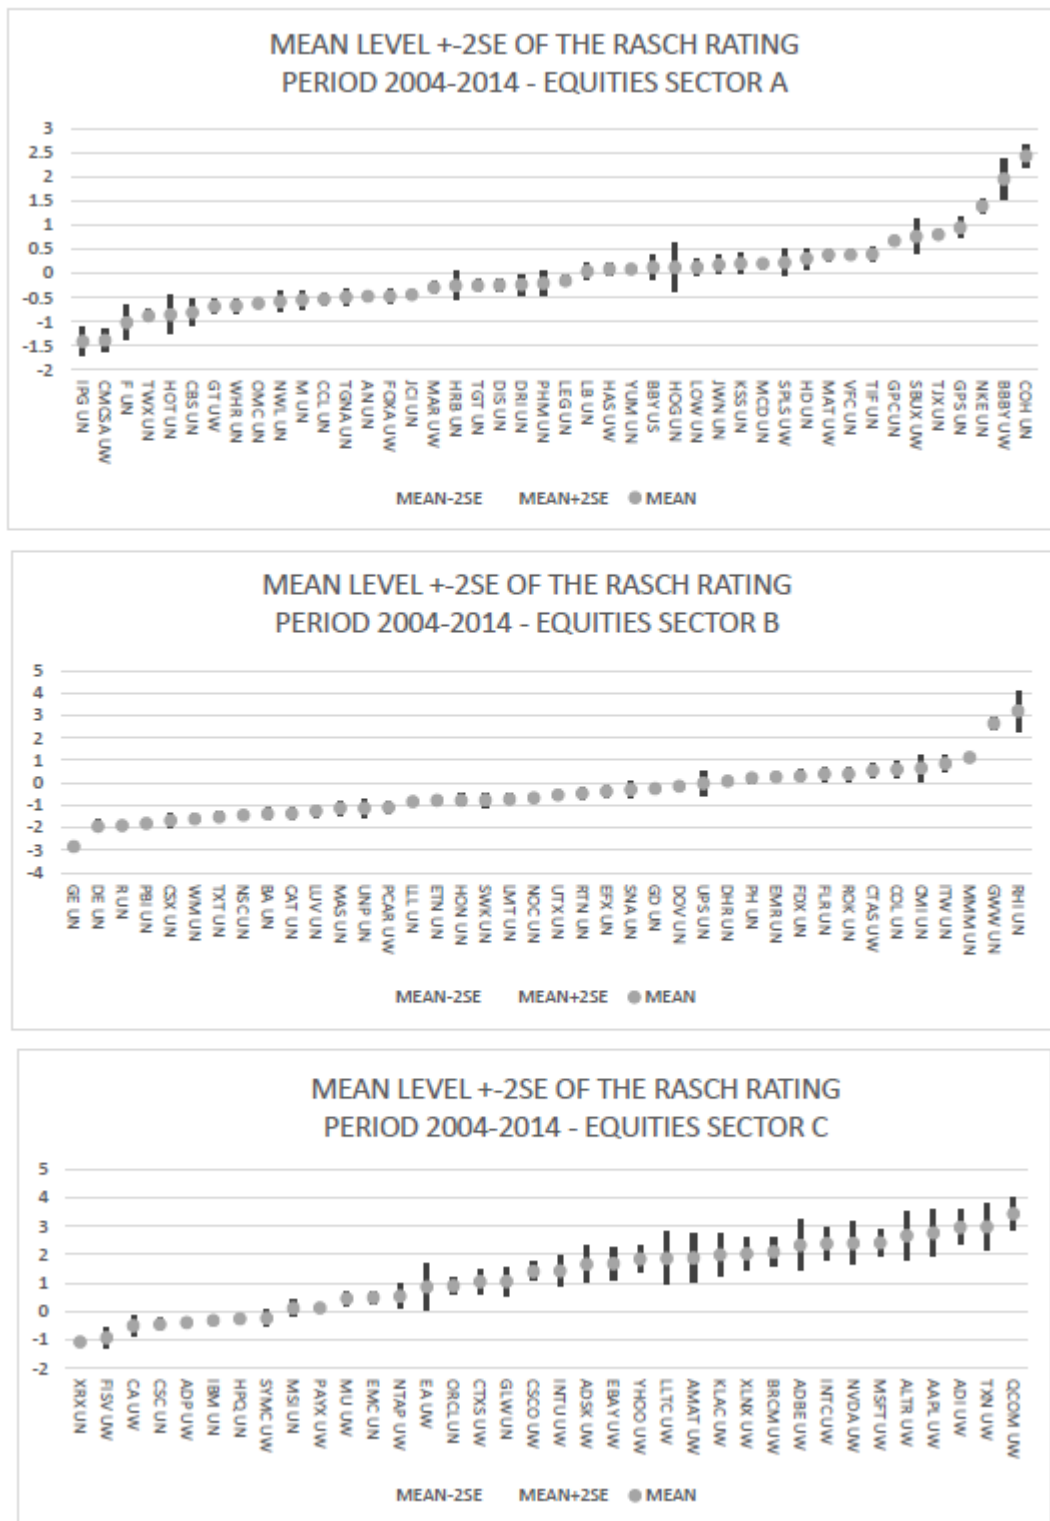 MEAN LEVEL +-2SE OF THE RASCH RATING
PERIOD 2004-2014 - EQUITIES SECTOR A
3
2.5
2
1.5
1
0.5
0
-0.5
-1
-1.5
-2
IPG UN
CMCSA UW
F UN
TWX UN
HOT UN
CBS UN
GT UW
WHR UN
OMC UN
NWL UN
M UN
CCL UN
TGNA UN
AN UN
FOXA UW
JCI UN
MAR UW
HRB UN
TGT UN
DIS UN
DRI UN
PHM UN
LEG UN
LB UN
HAS UW
YUM UN
BBY US
HOG UN
LOW UN
JWN UN
KSS UN
MCD UN
SPLS UW
HD UN
MAT UW
VFC UN
TIF UN
GPC UN
SBUX UW
TJX UN
GPS UN
NKE UN
BBBY UW
COH UN
MEAN-2SE MEAN+2SE MEAN
MEAN LEVEL +-2SE OF THE RASCH RATING
PERIOD 2004-2014 - EQUITIES SECTOR B
5
4
3
2
1
0
-1
-2
-3
-4
GE UN
DE UN
R UN
PBI UN
CSX UN
WM UN
TXT UN
NSC UN
BA UN
CAT UN
LUV UN
MAS UN
UNP UN
PCAR UW
LLL UN
ETN UN
HON UN
SWK UN
LMT UN
NOC UN
UTX UN
RTN UN
EFX UN
SNA UN
GD UN
DOV UN
UPS UN
DHR UN
PH UN
EMR UN
FDX UN
FLR UN
ROK UN
CTAS UW
COL UN
CMI UN
ITW UN
MMM UN
GWW UN
RHI UN
MEAN-2SE MEAN+2SE MEAN
MEAN LEVEL +-2SE OF THE RASCH RATING
PERIOD 2004-2014 - EQUITIES SECTOR C
5
4
3
2
1
0
-1
-2
XRX UN
FISV UW
CA UW
CSC UN
ADP UW
IBM UN
HPQ UN
SYMC UW
MSI UN
PAYX UW
MU UW
EMC UN
NTAP UW
EA UW
ORCL UN
CTXS UW
GLW UN
CSCO UW
INTU UW
ADSK UW
EBAY UW
YHOO UW
LLTC UW
AMAT UW
KLAC UW
XLNX UW
BRCM UW
ADBE UW
INTC UW
NVDA UW
MSFT UW
ALTR UW
AAPL UW
ADI UW
TXN UW
QCOM UW
MEAN-2SE MEAN+2SE MEAN